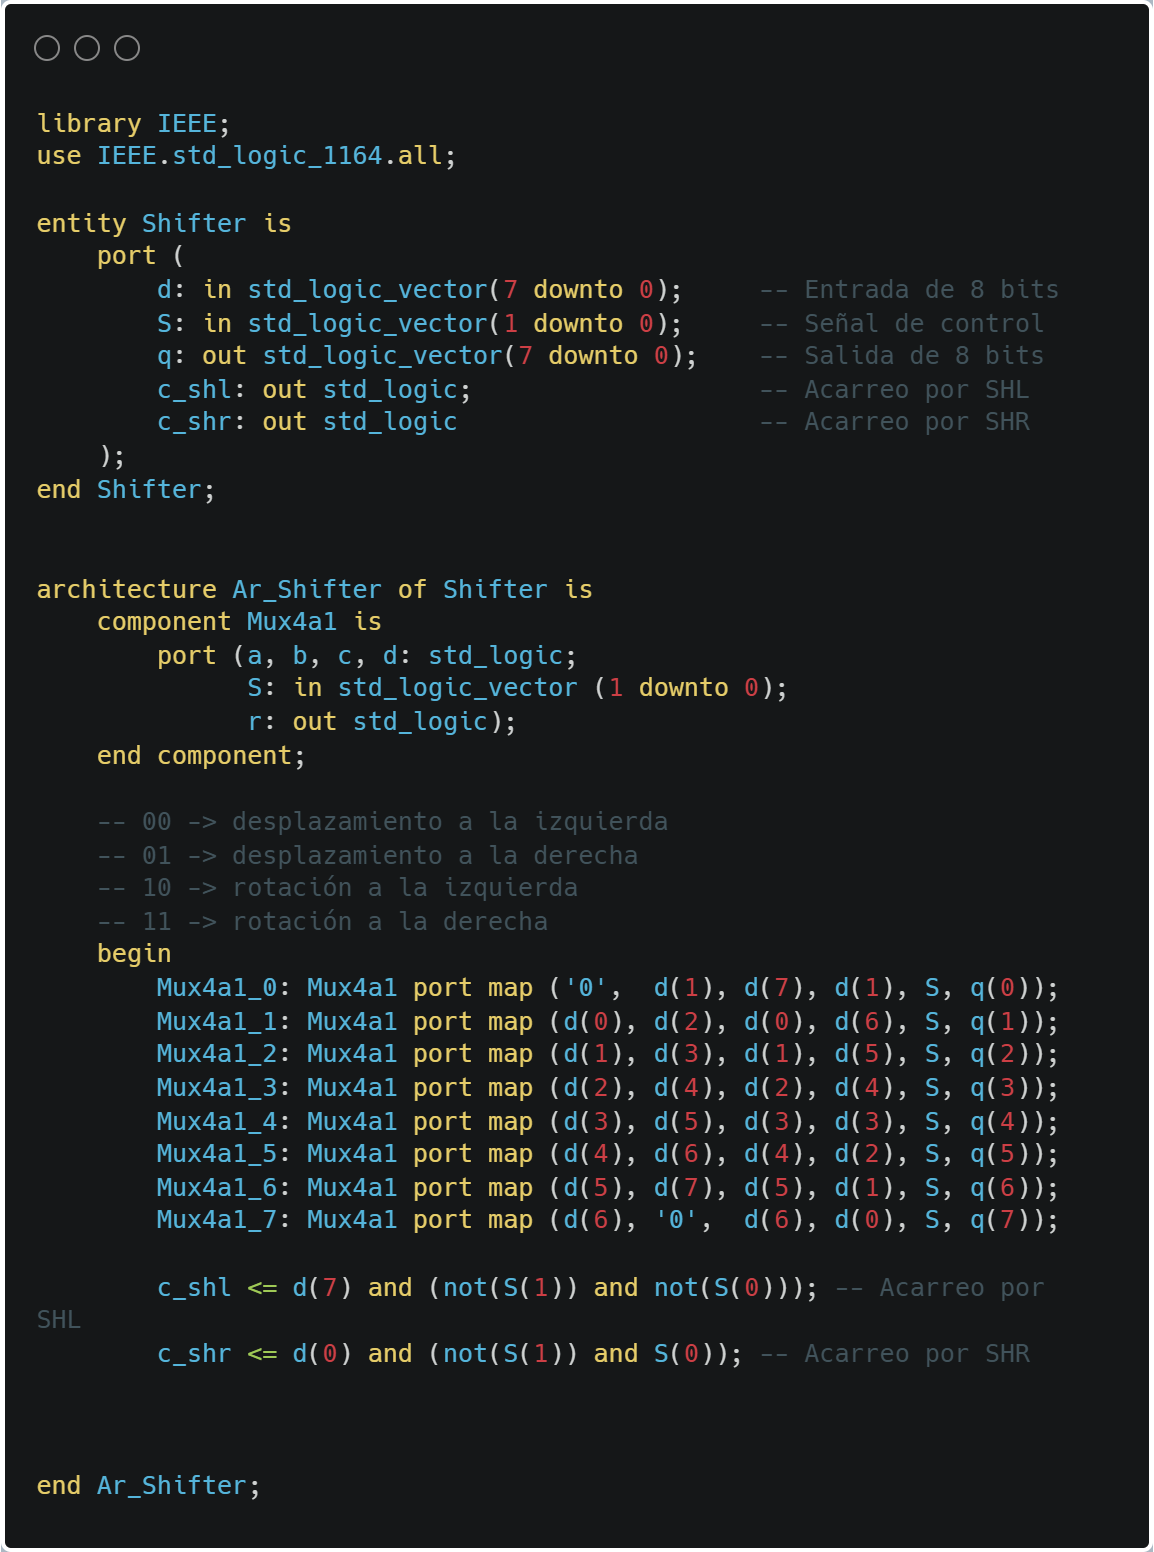 library IEEE;
use IEEE.std_logic_1164.all;
entity Shifter is
    port (
        d: in std_logic_vector(7 downto 0);     -- Entrada de 8 bits
        S: in std_logic_vector(1 downto 0);     -- Señal de control
        q: out std_logic_vector(7 downto 0);    -- Salida de 8 bits
        c_shl: out std_logic;                   -- Acarreo por SHL
        c_shr: out std_logic                    -- Acarreo por SHR
    );
end Shifter;
architecture Ar_Shifter of Shifter is
    component Mux4a1 is
        port (a, b, c, d: std_logic;
              S: in std_logic_vector (1 downto 0);
              r: out std_logic);
    end component;
    -- 00 -> desplazamiento a la izquierda
    -- 01 -> desplazamiento a la derecha
    -- 10 -> rotación a la izquierda
    -- 11 -> rotación a la derecha
    begin
        Mux4a1_0: Mux4a1 port map ('0',  d(1), d(7), d(1), S, q(0));
        Mux4a1_1: Mux4a1 port map (d(0), d(2), d(0), d(6), S, q(1));
        Mux4a1_2: Mux4a1 port map (d(1), d(3), d(1), d(5), S, q(2));
        Mux4a1_3: Mux4a1 port map (d(2), d(4), d(2), d(4), S, q(3));
        Mux4a1_4: Mux4a1 port map (d(3), d(5), d(3), d(3), S, q(4));
        Mux4a1_5: Mux4a1 port map (d(4), d(6), d(4), d(2), S, q(5));
        Mux4a1_6: Mux4a1 port map (d(5), d(7), d(5), d(1), S, q(6));
        Mux4a1_7: Mux4a1 port map (d(6), '0',  d(6), d(0), S, q(7));
        c_shl <= d(7) and (not(S(1)) and not(S(0))); -- Acarreo por
SHL
        c_shr <= d(0) and (not(S(1)) and S(0)); -- Acarreo por SHR
end Ar_Shifter;